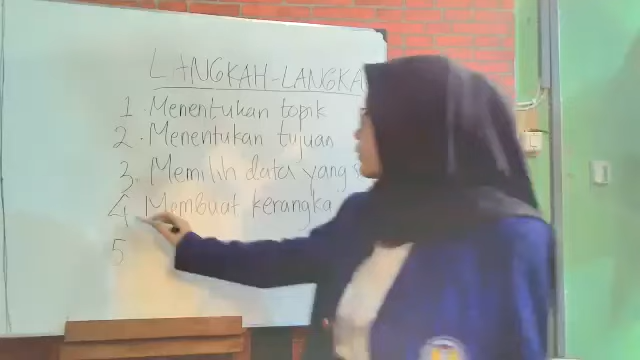 LANGKAH-LANGKA
1. Menentukan topik
2. Menentukan tujuan
3. Memilih data yang
4. Membuat kerangka
5